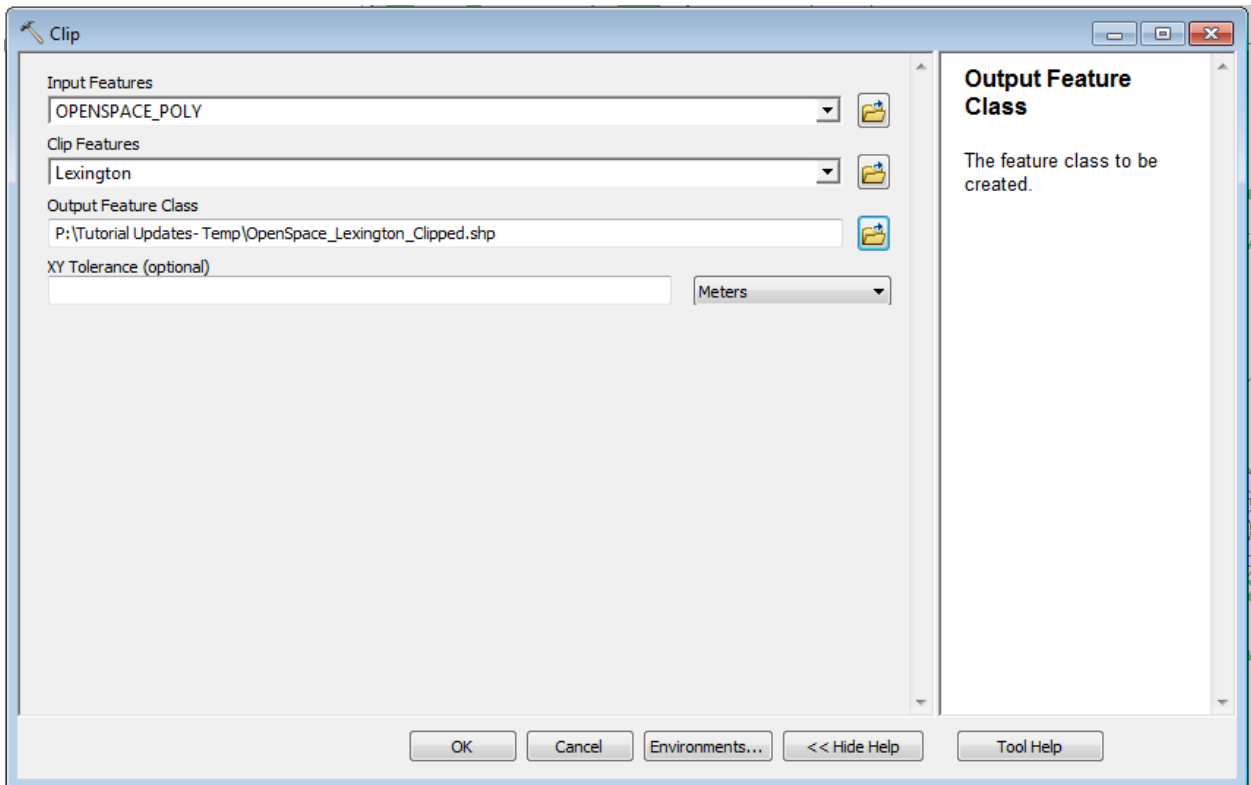 Clip
Input Features
OPENSPACE_POLY
Clip Features
Lexington
Output Feature Class
P:\Tutorial Updates- Temp\OpenSpace_Lexington_Clipped.shp
XY Tolerance (optional)
Meters
Output Feature
Class
The feature class to be
created.
OK
Cancel
Environments...
<< Hide Help
Tool Help